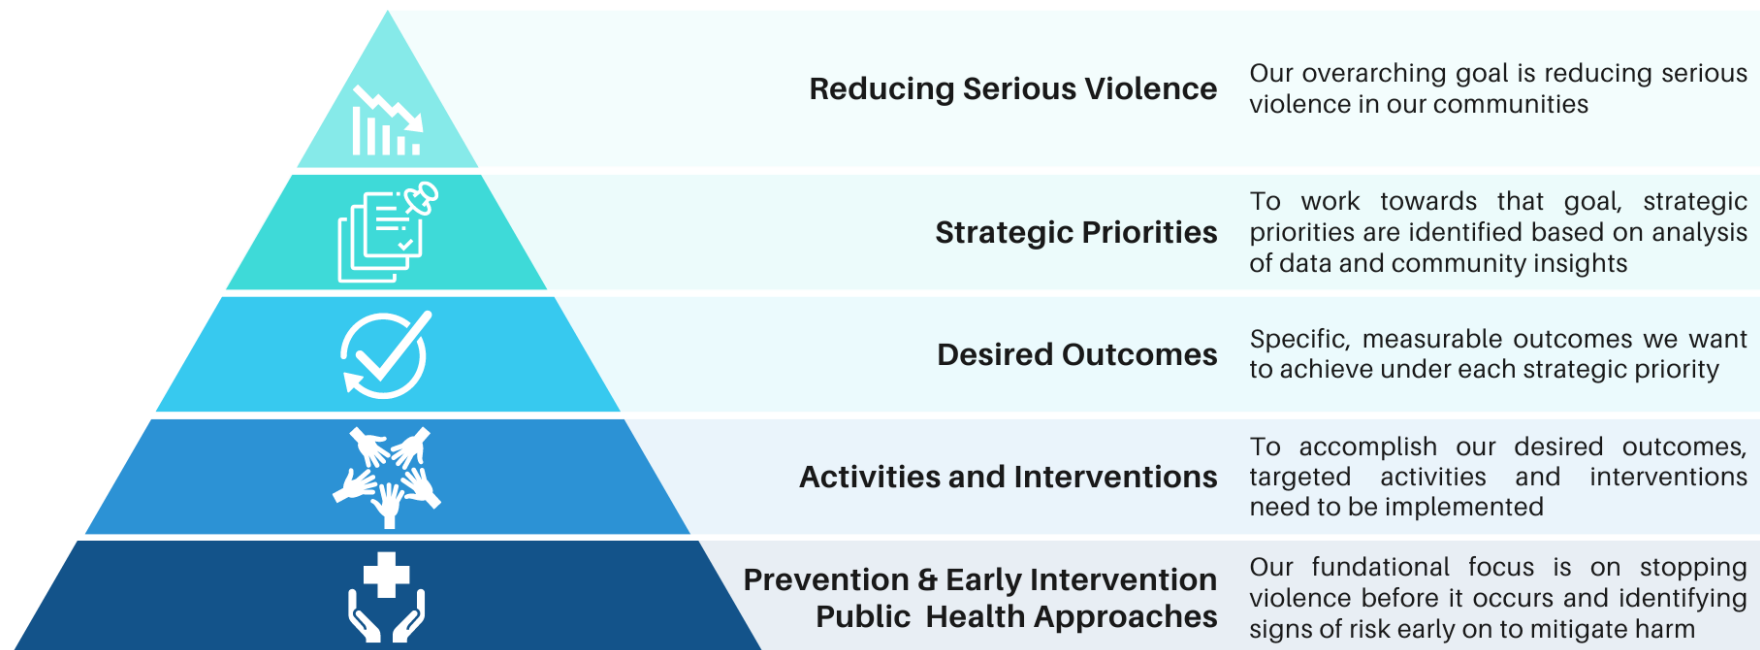 Reducing Serious Violence
Our overarching goal is reducing serious
violence in our communities
Strategic Priorities
To work towards that goal, strategic
priorities are identified based on analysis
of data and community insights
Desired Outcomes
Specific, measurable outcomes we want
to achieve under each strategic priority
Activities and Interventions
To accomplish our desired outcomes,
targeted activities and interventions
need to be implemented
Prevention & Early Intervention
Public Health Approaches
Our fundational focus is on stopping
violence before it occurs and identifying
signs of risk early on to mitigate harm